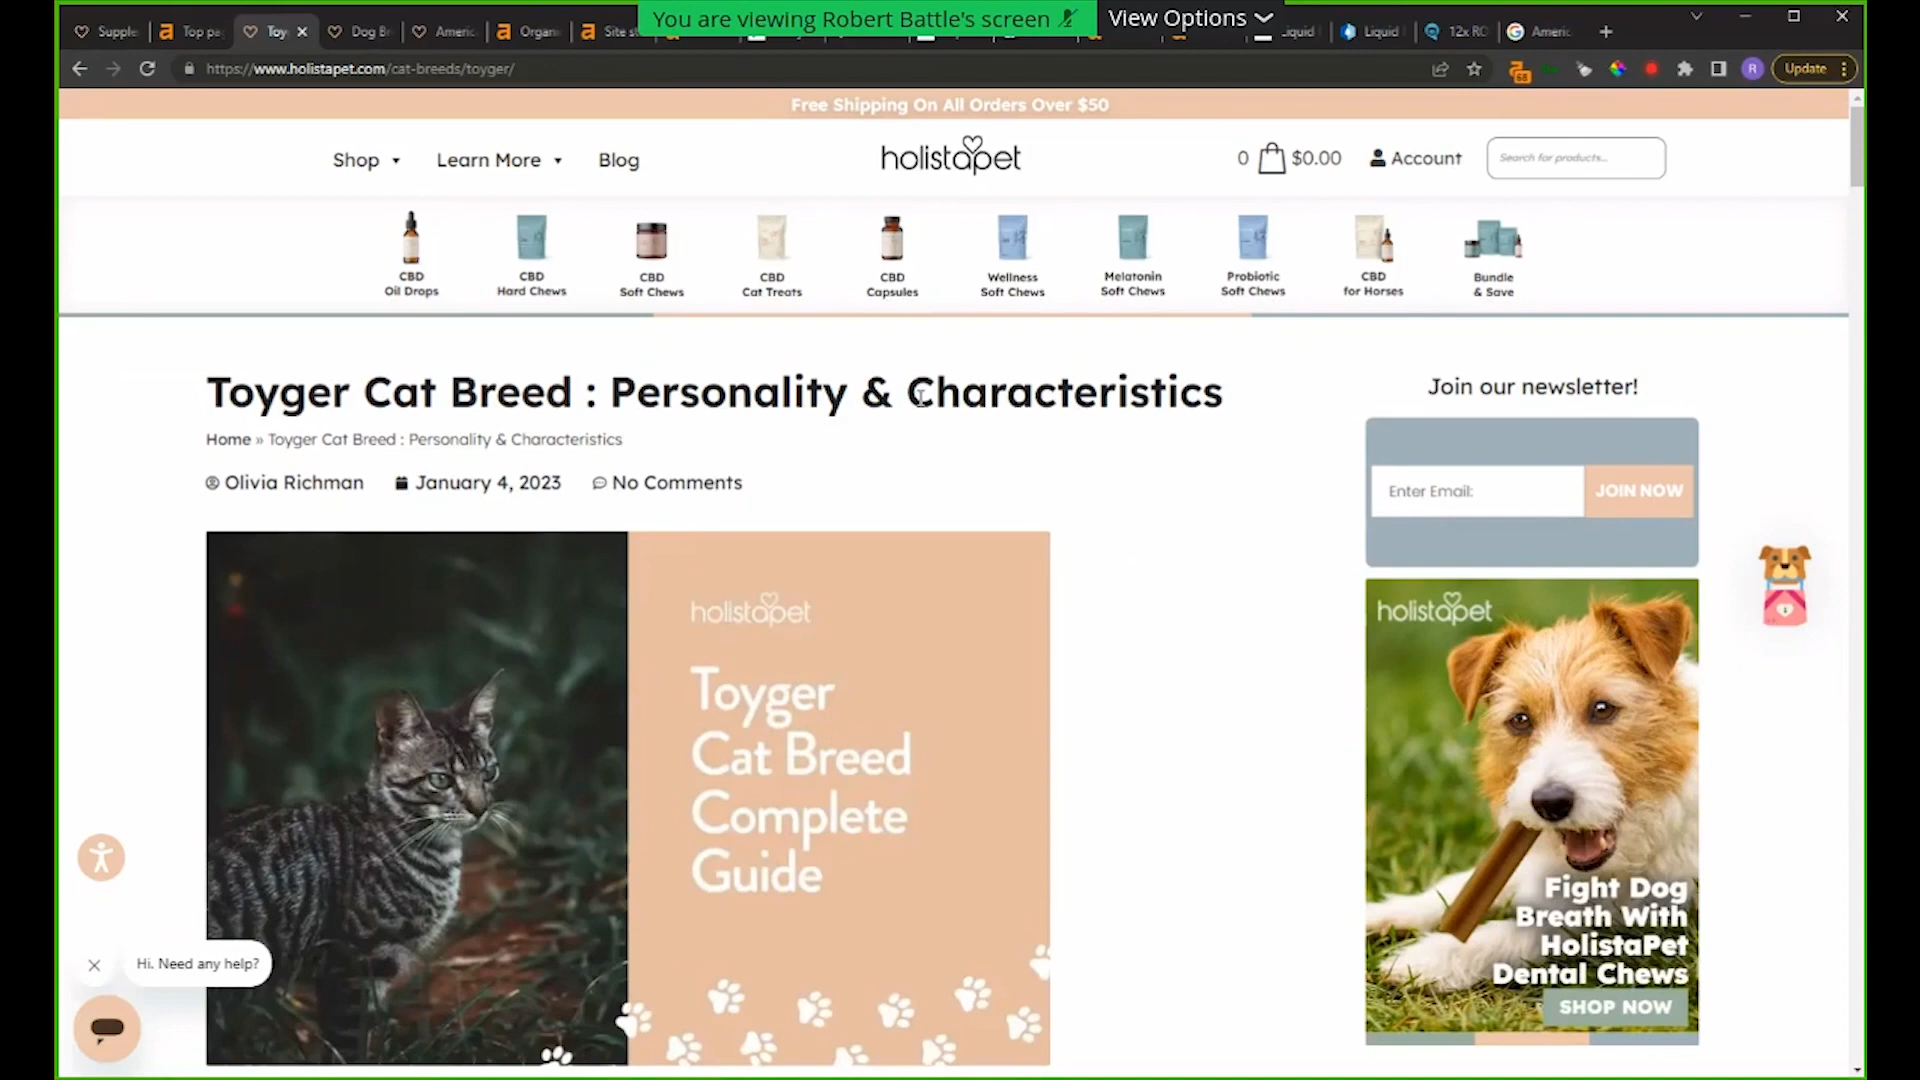 You are viewing Robert Battle's screen
View Options
Supple
Top pa
Toy
Dog Br
Americ
Organ
Site s
Liquid
Liquid
12x RO
Americ
https://www.holistapet.com/cat-breeds/toyger/
68
R
Update
Free Shipping On All Orders Over $50
Shop
Learn More
Blog
holistapet
0
$0.00
Account
Search for products...
CBD
Oil Drops
CBD
Hard Chews
CBD
Soft Chews
CBD
Cat Treats
CBD
Capsules
Wellness
Soft Chews
Melatonin
Soft Chews
Probiotic
Soft Chews
CBD
for Horses
Bundle
& Save
Toyger Cat Breed : Personality & Characteristics
Home » Toyger Cat Breed : Personality & Characteristics
Olivia Richman
January 4, 2023
No Comments
holistapet
Toyger
Cat Breed
Complete
Guide
Join our newsletter!
Enter Email:
JOIN NOW
holistapet
Fight Dog
Breath With
HolistaPet
Dental Chews
SHOP NOW
Hi. Need any help?